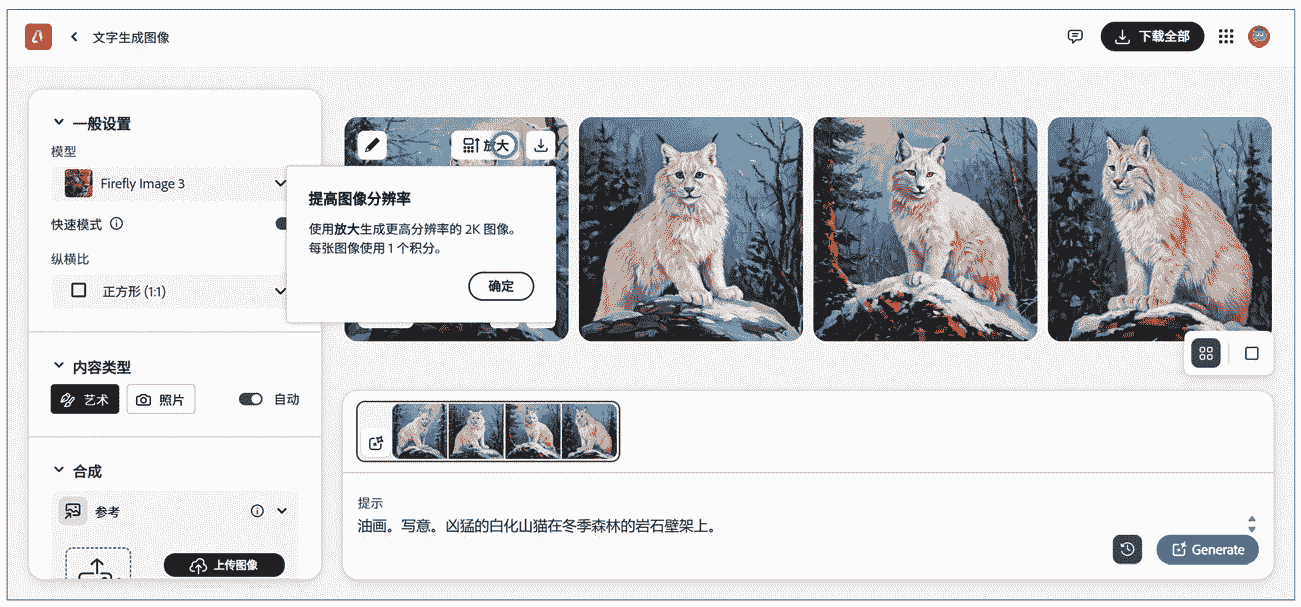 文字生成图像
下载全部
一般设置
模型
Firefly Image 3
快速模式
纵横比
正方形 (1:1)
内容类型
艺术
照片
自动
合成
参考
上传图像
放大
提高图像分辨率
使用放大生成更高分辨率的 2K 图像。
每张图像使用 1 个积分。
确定
提示
油画。写意。凶猛的白化山猫在冬季森林的岩石壁架上。
Generate